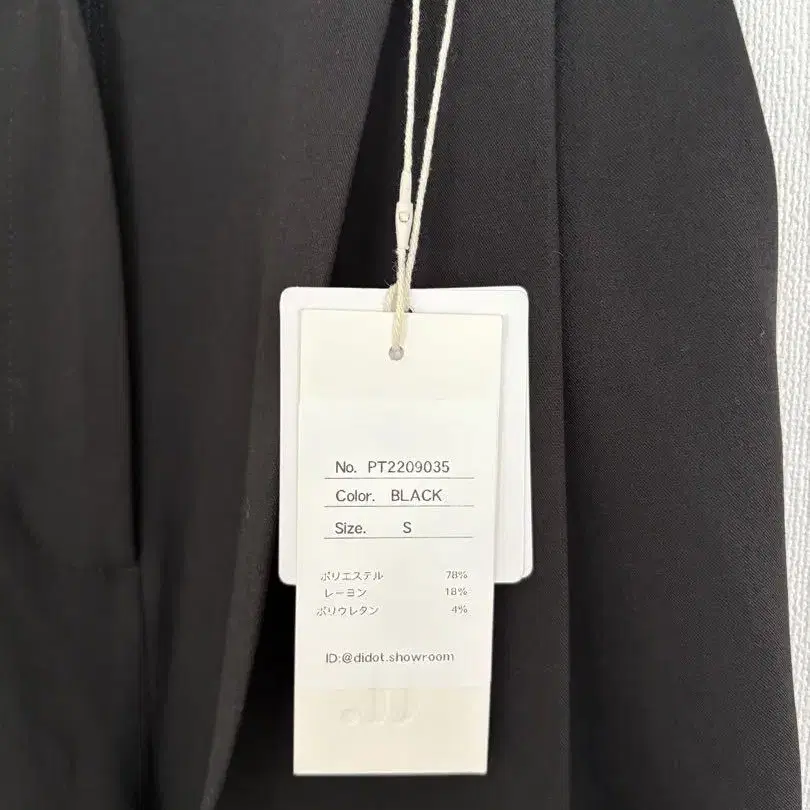 No. PT2209035
Color. BLACK
Size. S
ポリエステル 78%
レーヨン 18%
ポリウレタン 4%
ID:@didot.showroom